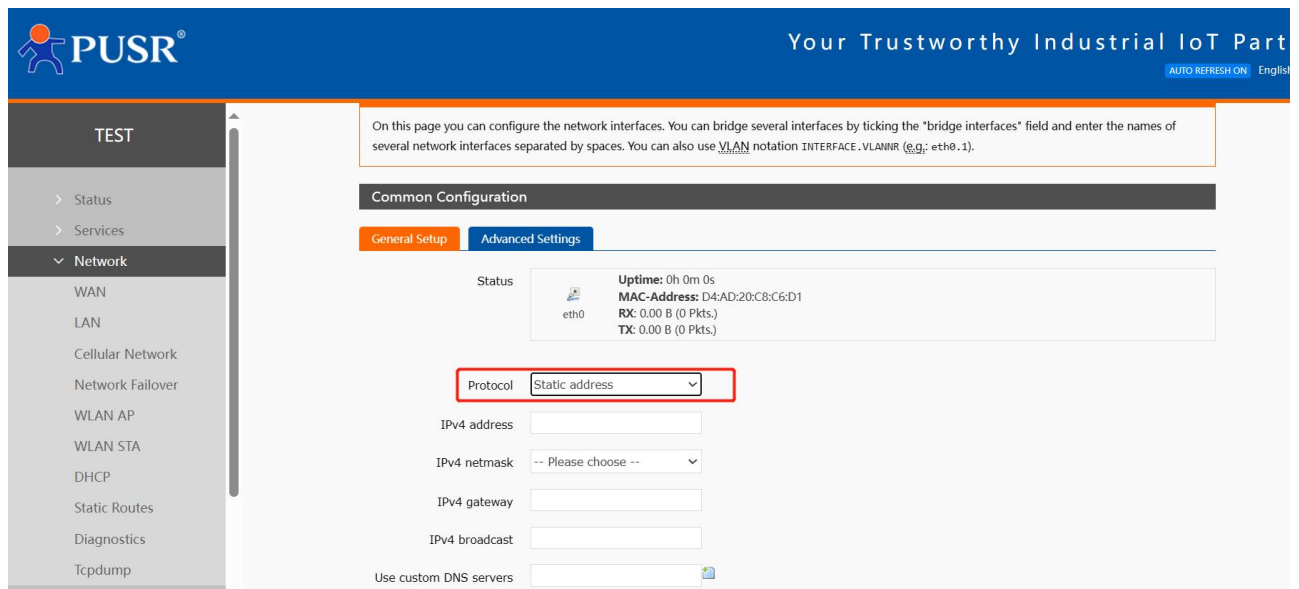 PUSR®
Your Trustworthy Industrial IoT Part
AUTO REFRESH ON English
TEST
Status
Services
Network
WAN
LAN
Cellular Network
Network Failover
WLAN AP
WLAN STA
DHCP
Static Routes
Diagnostics
Tcpdump
On this page you can configure the network interfaces. You can bridge several interfaces by ticking the "bridge interfaces" field and enter the names of
several network interfaces separated by spaces. You can also use VLAN notation INTERFACE.VLANNR (e.g.: eth0.1).
Common Configuration
General Setup Advanced Settings
Status
eth0
Uptime: 0h 0m 0s
MAC-Address: D4:AD:20:C8:C6:D1
RX: 0.00 B (0 Pkts.)
TX: 0.00 B (0 Pkts.)
Protocol Static address
IPv4 address
IPv4 netmask -- Please choose --
IPv4 gateway
IPv4 broadcast
Use custom DNS servers